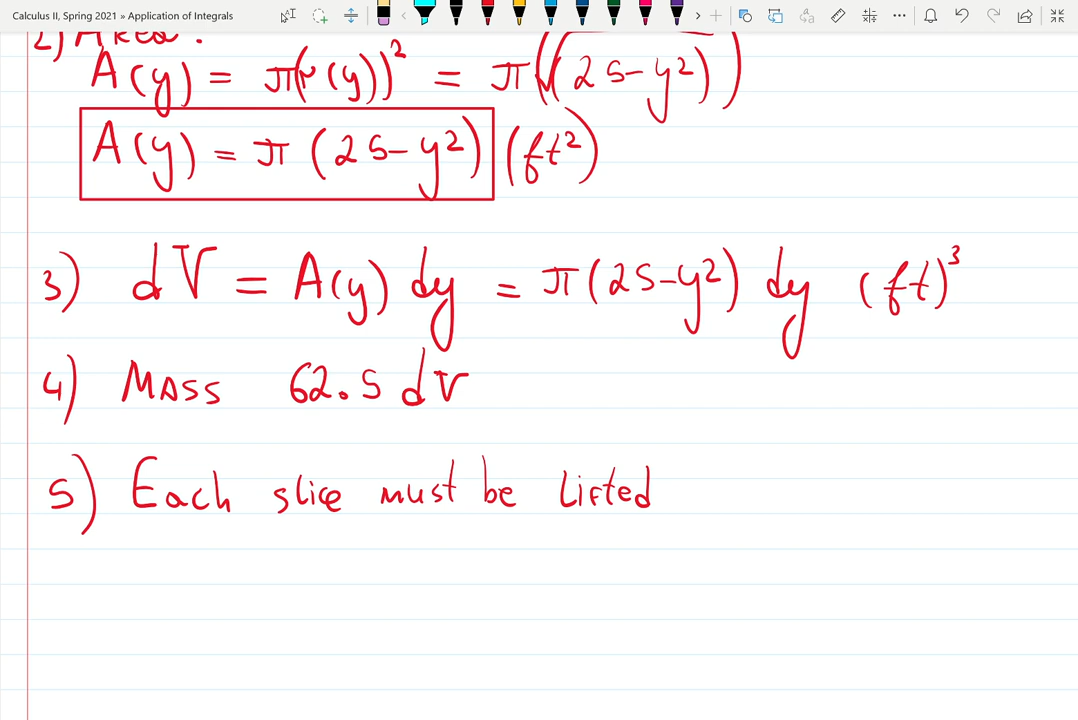 Calculus II, Spring 2021 » Application of Integrals
2) Area:
A(y) = π(r(y))² = π(√(25-y²))
A(y) = π(25-y²) (ft²)
3) dV = A(y) dy = π(25-y²) dy (ft)³
4) Mass 62.5 dV
5) Each slice must be lifted